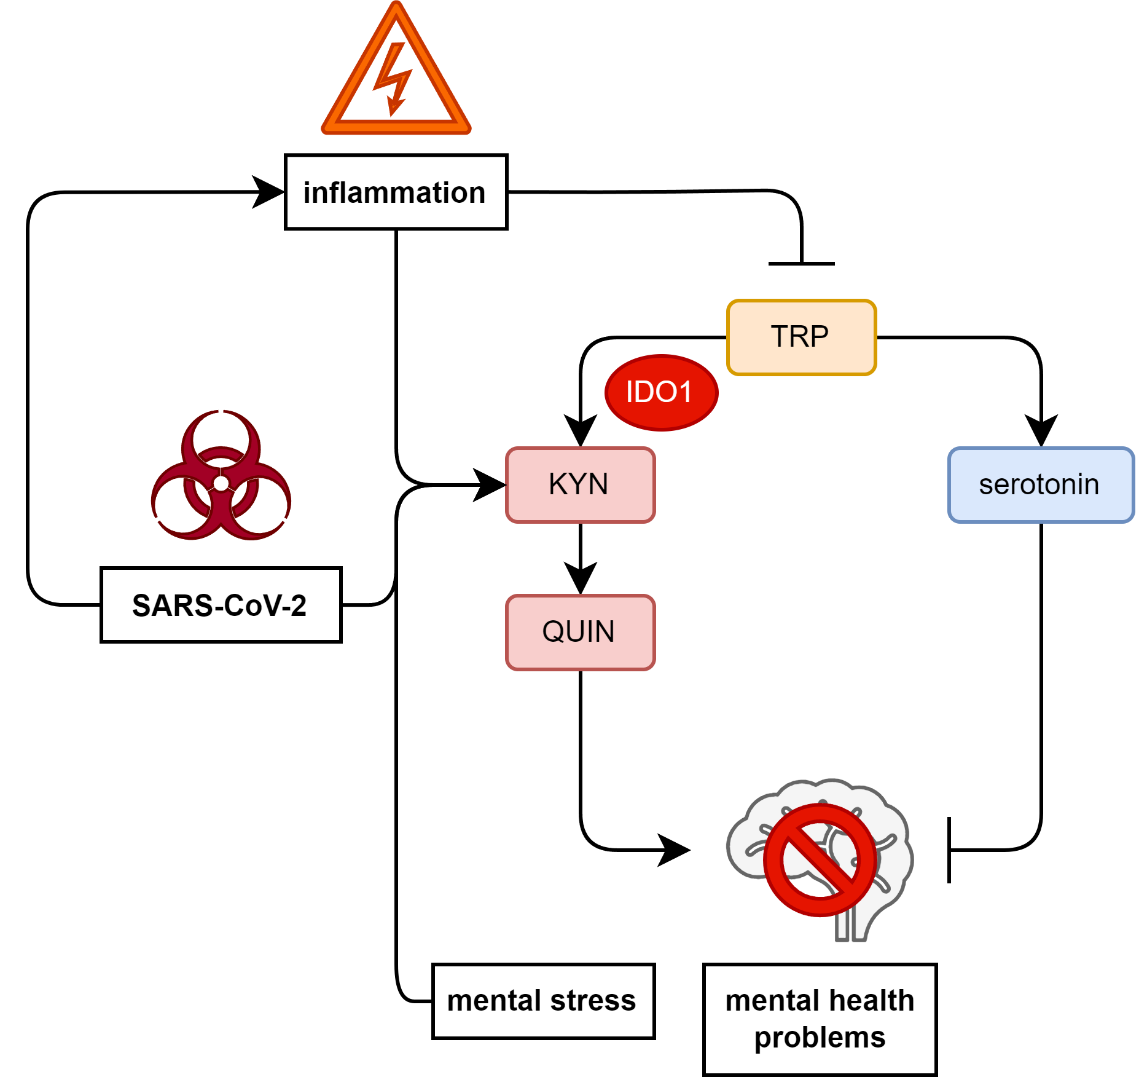 inflammation
TRP
IDO1
KYN
serotonin
SARS-CoV-2
QUIN
mental stress
mental health
problems